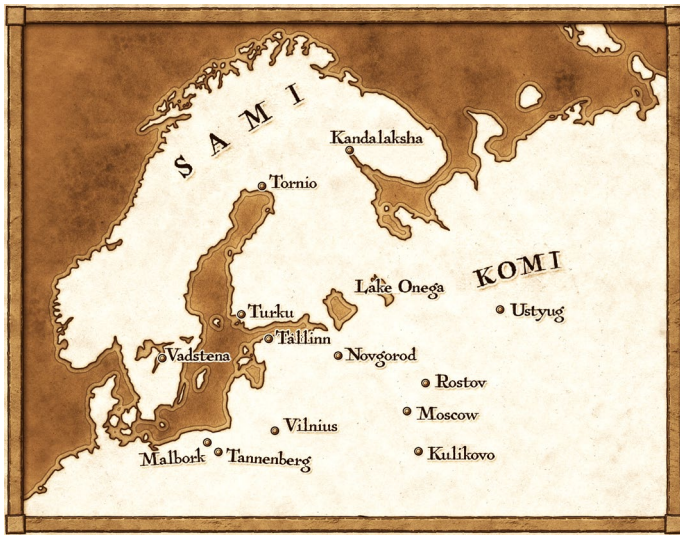 SAMI
Kandalaksha
Tornio
KOMI
Lake Onega
Ustyug
Turku
Tallinn
Vadstena
Novgorod
Rostov
Moscow
Vilnius
Malbork
Tannenberg
Kulikovo